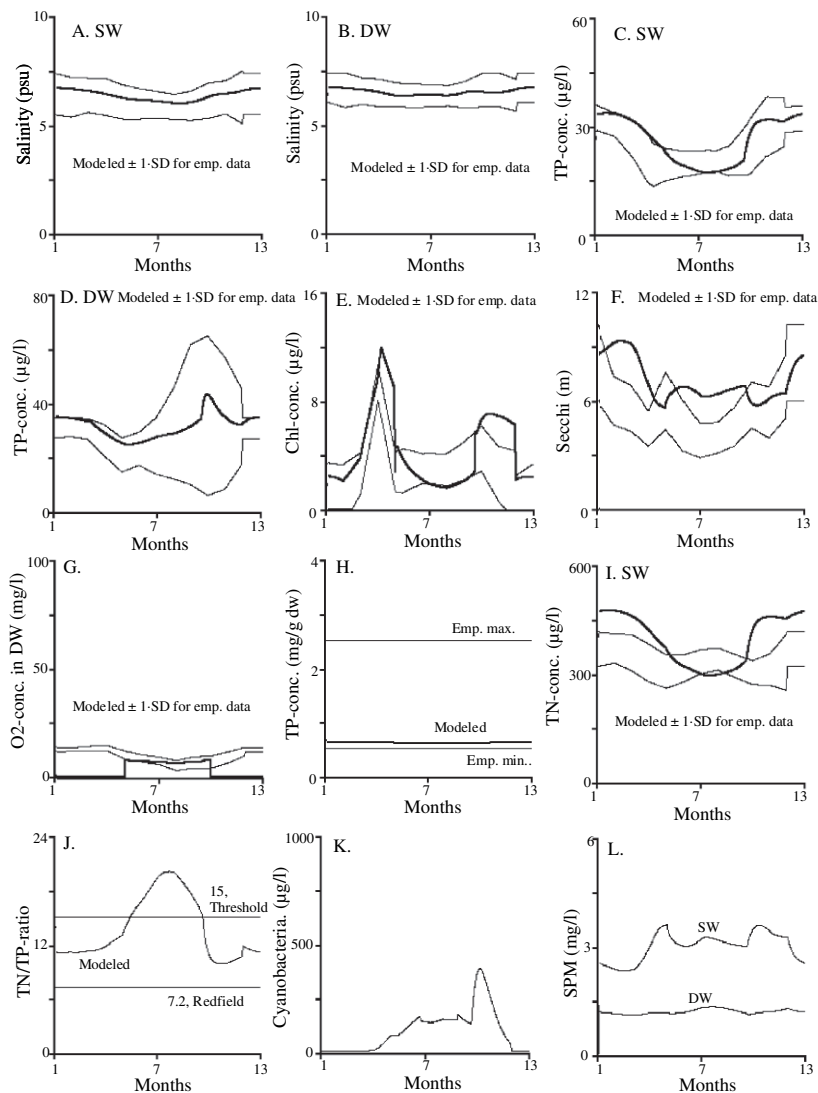 A. SW
Salinity (psu)
10
5
0
Modeled ± 1·SD for emp. data
1
7
13
Months
B. DW
Salinity (psu)
10
5
0
Modeled ± 1·SD for emp. data
1
7
13
Months
C. SW
TP-conc. (µg/l)
60
30
0
Modeled ± 1·SD for emp. data
1
7
13
Months
D. DW Modeled ± 1·SD for emp. data
TP-conc. (µg/l)
80
40
0
1
7
13
Months
E. Modeled ± 1·SD for emp. data
Chl-conc. (µg/l)
16
8
0
1
7
13
Months
F. Modeled ± 1·SD for emp. data
Secchi (m)
12
6
0
1
7
13
Months
G.
O2-conc. in DW (mg/l)
100
50
0
Modeled ± 1·SD for emp. data
1
7
13
Months
H.
TP-conc. (mg/g dw)
4
2
0
Emp. max.
Modeled
Emp. min..
1
7
13
Months
I. SW
TN-conc. (µg/l)
600
300
0
Modeled ± 1·SD for emp. data
1
7
13
Months
J.
TN/TP-ratio
24
12
0
15,
Threshold
Modeled
7.2, Redfield
1
7
13
Months
K.
Cyanobacteria. (µg/l)
1000
500
0
1
7
13
Months
L.
SPM (mg/l)
6
3
0
SW
DW
1
7
13
Months